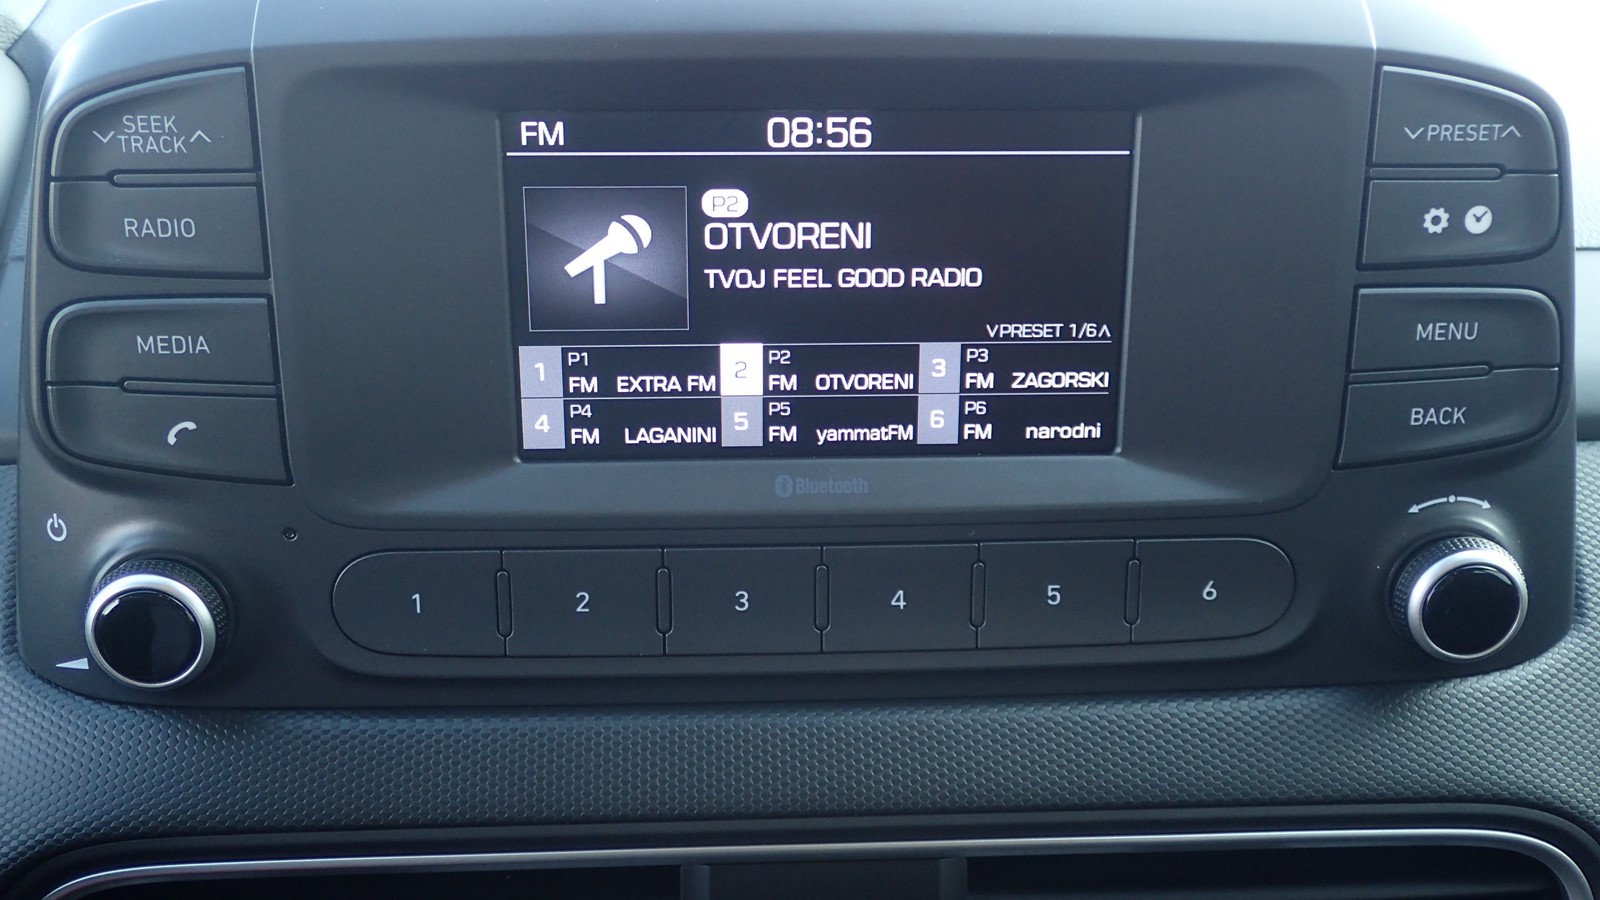 SEEK
TRACK
RADIO
MEDIA
FM 08:56
P2
OTVORENI
TVOJ FEEL GOOD RADIO
PRESET 1/6
1 P1 FM EXTRA FM
2 P2 FM OTVORENI
3 P3 FM ZAGORSKI
4 P4 FM LAGANINI
5 P5 FM yammatFM
6 P6 FM narodni
Bluetooth
PRESET
MENU
BACK
1 2 3 4 5 6